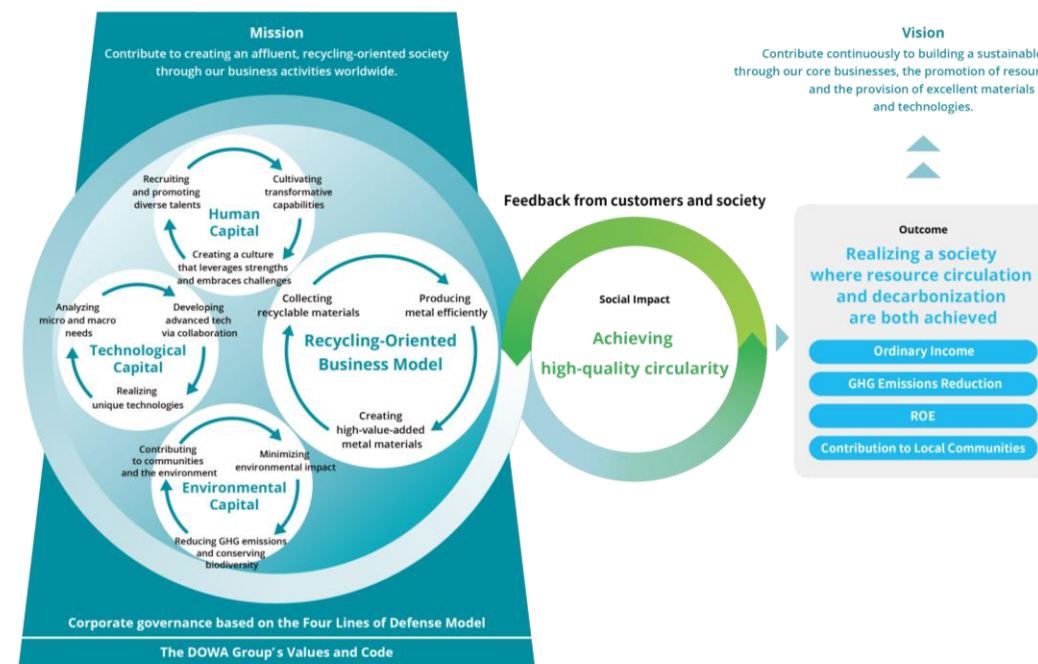 Mission
Contribute to creating an affluent, recycling-oriented society
through our business activities worldwide.
Recruiting
and promoting
diverse talents
Cultivating
transformative
capabilities
Human
Capital
Creating a culture
that leverages strengths
and embraces challenges
Analyzing
micro and macro
needs
Developing
advanced tech
via collaboration
Technological
Capital
Realizing
unique technologies
Collecting
recyclable materials
Producing
metal efficiently
Recycling-Oriented
Business Model
Creating
high-value-added
metal materials
Contributing
to communities
and the environment
Minimizing
environmental impact
Environmental
Capital
Reducing GHG emissions
and conserving
biodiversity
Corporate governance based on the Four Lines of Defense Model
The DOWA Group's Values and Code
Feedback from customers and society
Social Impact
Achieving
high-quality circularity
Vision
Contribute continuously to building a
through our core businesses, the promotion of
and the provision of excellent materials
and technologies.
Outcome
Realizing a society
where resource circulation
and decarbonization
are both achieved
Ordinary Income
GHG Emissions Reduction
ROE
Contribution to Local Communities